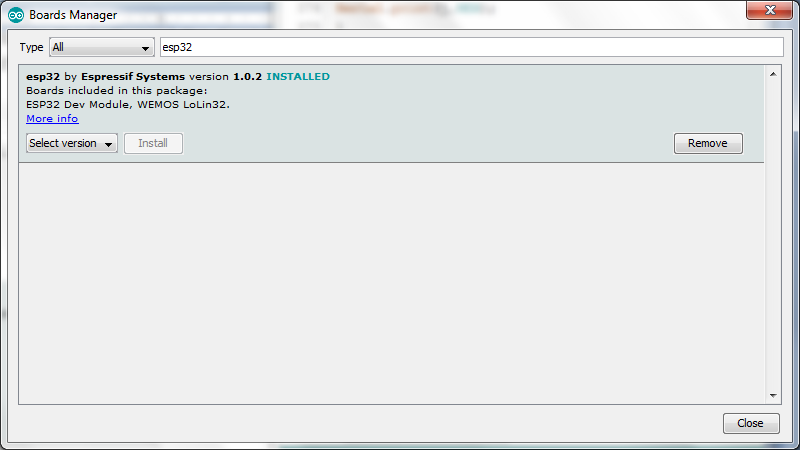 Boards Manager
Type All esp32
esp32 by Espressif Systems version 1.0.2 INSTALLED
Boards included in this package:
ESP32 Dev Module, WEMOS LoLin32.
More info
Select version Install Remove
Close